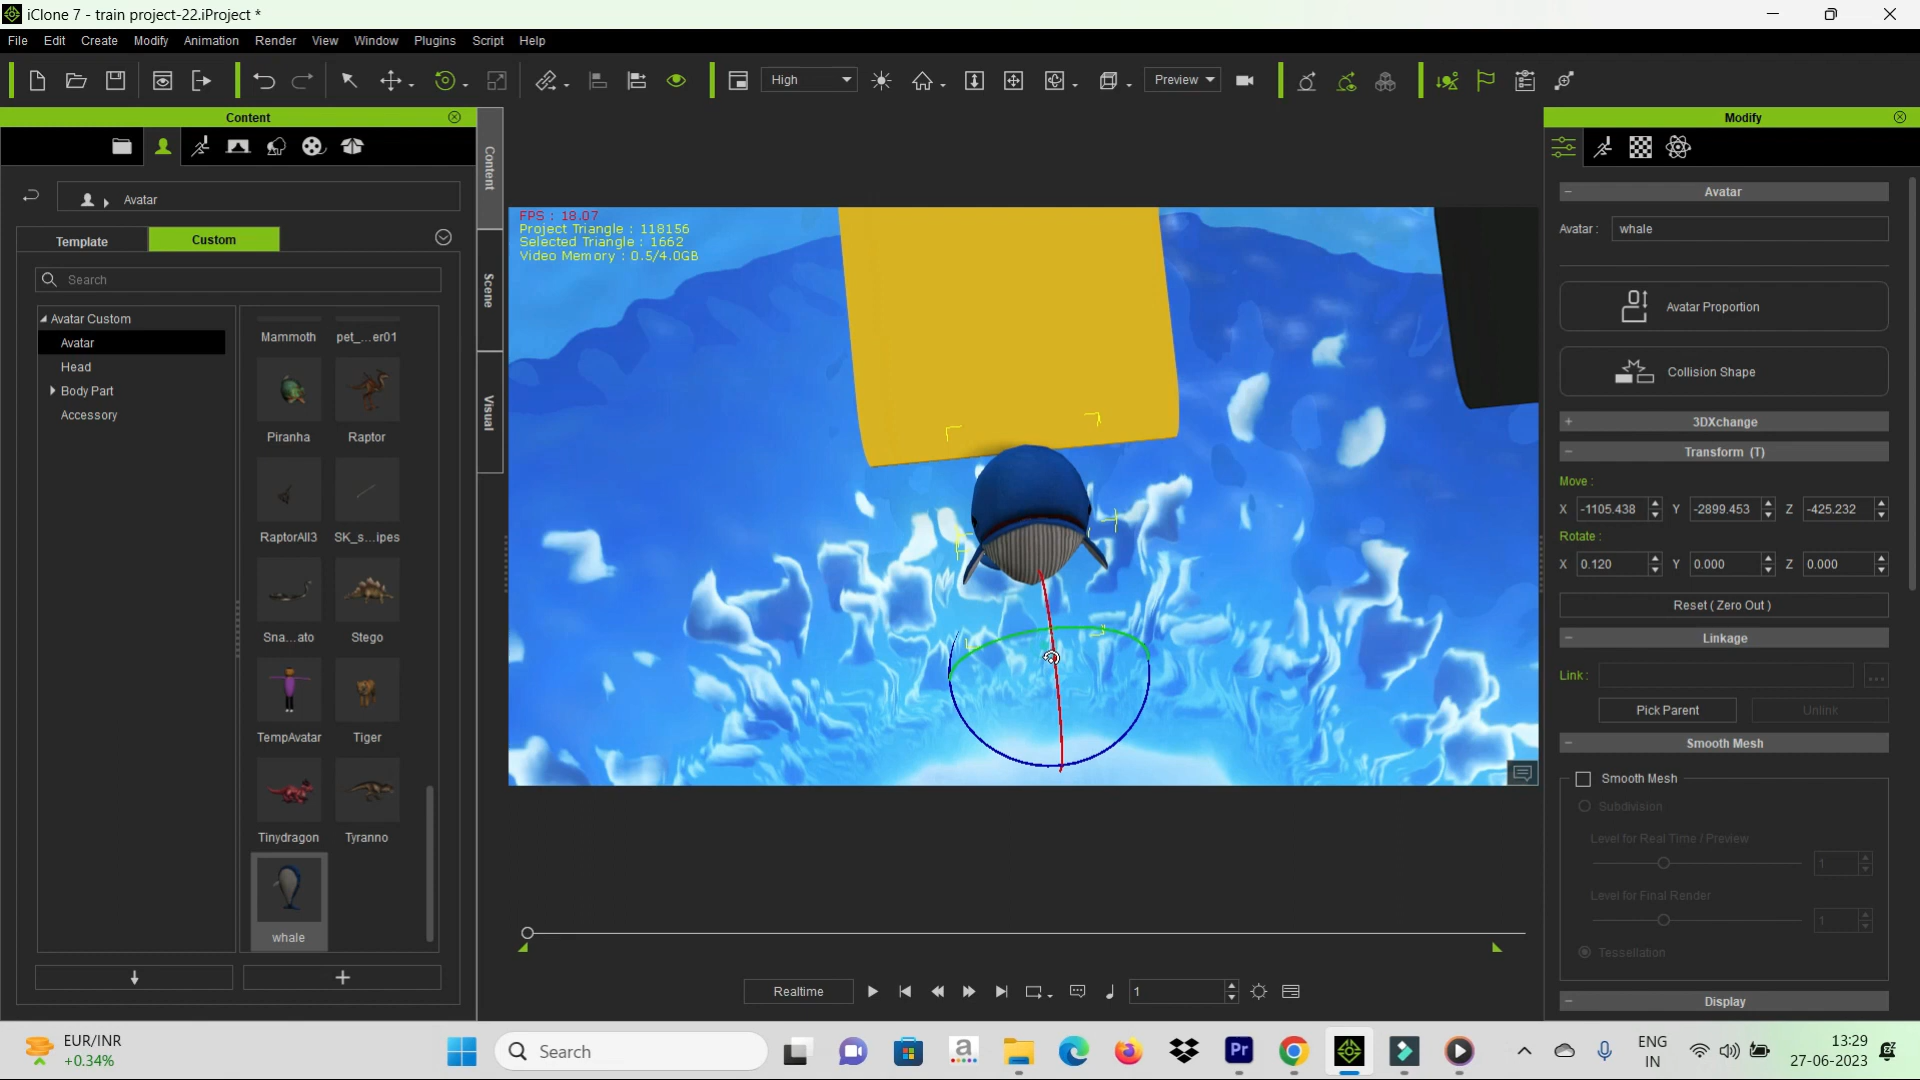 iClone 7 - train project-22.iProject *
File Edit Create Modify Animation Render View Window Plugins Script Help
High Preview
Content
Avatar
Template Custom
Search
Avatar Custom
Avatar
Head
Body Part
Accessory
Mammoth pet_...er01
Piranha Raptor
RaptorAll3 SK_s...ipes
Sna...ato Stego
TempAvatar Tiger
Tinydragon Tyranno
whale
Content
Scene
Visual
FPS : 18.07
Project Triangle : 118156
Selected Triangle : 1662
Video Memory : 0.5/4.0GB
Realtime 1
Modify
Avatar
Avatar : whale
Avatar Proportion
Collision Shape
3DXchange
Transform (T)
Move :
X -1105.438 Y -2899.453 Z -425.232
Rotate :
X 0.120 Y 0.000 Z 0.000
Reset ( Zero Out )
Linkage
Link : ...
Pick Parent Unlink
Smooth Mesh
Smooth Mesh
Subdivision
Level for Real Time / Preview
1
Level for Final Render
1
Tessellation
Display
EUR/INR
+0.34%
Search
a
Pr
ENG
IN
13:29
27-06-2023